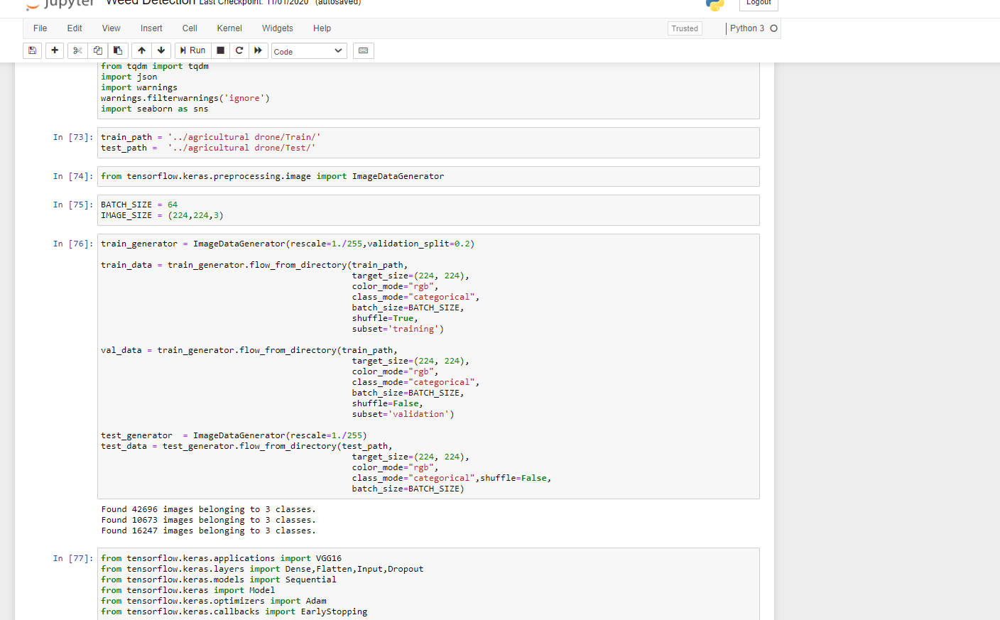 jupyter Weed Detection Last Checkpoint: 11/01/2020 (autosaved) Logout
File Edit View Insert Cell Kernel Widgets Help Trusted Python 3
Run Code
from tqdm import tqdm
import json
import warnings
warnings.filterwarnings('ignore')
import seaborn as sns
In [73]: train_path = '../agricultural drone/Train/'
test_path =  '../agricultural drone/Test/'
In [74]: from tensorflow.keras.preprocessing.image import ImageDataGenerator
In [75]: BATCH_SIZE = 64
IMAGE_SIZE = (224,224,3)
In [76]: train_generator = ImageDataGenerator(rescale=1./255,validation_split=0.2)
train_data = train_generator.flow_from_directory(train_path,
target_size=(224, 224),
color_mode="rgb",
class_mode="categorical",
batch_size=BATCH_SIZE,
shuffle=True,
subset='training')
val_data = train_generator.flow_from_directory(train_path,
target_size=(224, 224),
color_mode="rgb",
class_mode="categorical",
batch_size=BATCH_SIZE,
shuffle=False,
subset='validation')
test_generator  = ImageDataGenerator(rescale=1./255)
test_data = test_generator.flow_from_directory(test_path,
target_size=(224, 224),
color_mode="rgb",
class_mode="categorical",shuffle=False,
batch_size=BATCH_SIZE)
Found 42696 images belonging to 3 classes.
Found 10673 images belonging to 3 classes.
Found 16247 images belonging to 3 classes.
In [77]: from tensorflow.keras.applications import VGG16
from tensorflow.keras.layers import Dense,Flatten,Input,Dropout
from tensorflow.keras.models import Sequential
from tensorflow.keras import Model
from tensorflow.keras.optimizers import Adam
from tensorflow.keras.callbacks import EarlyStopping